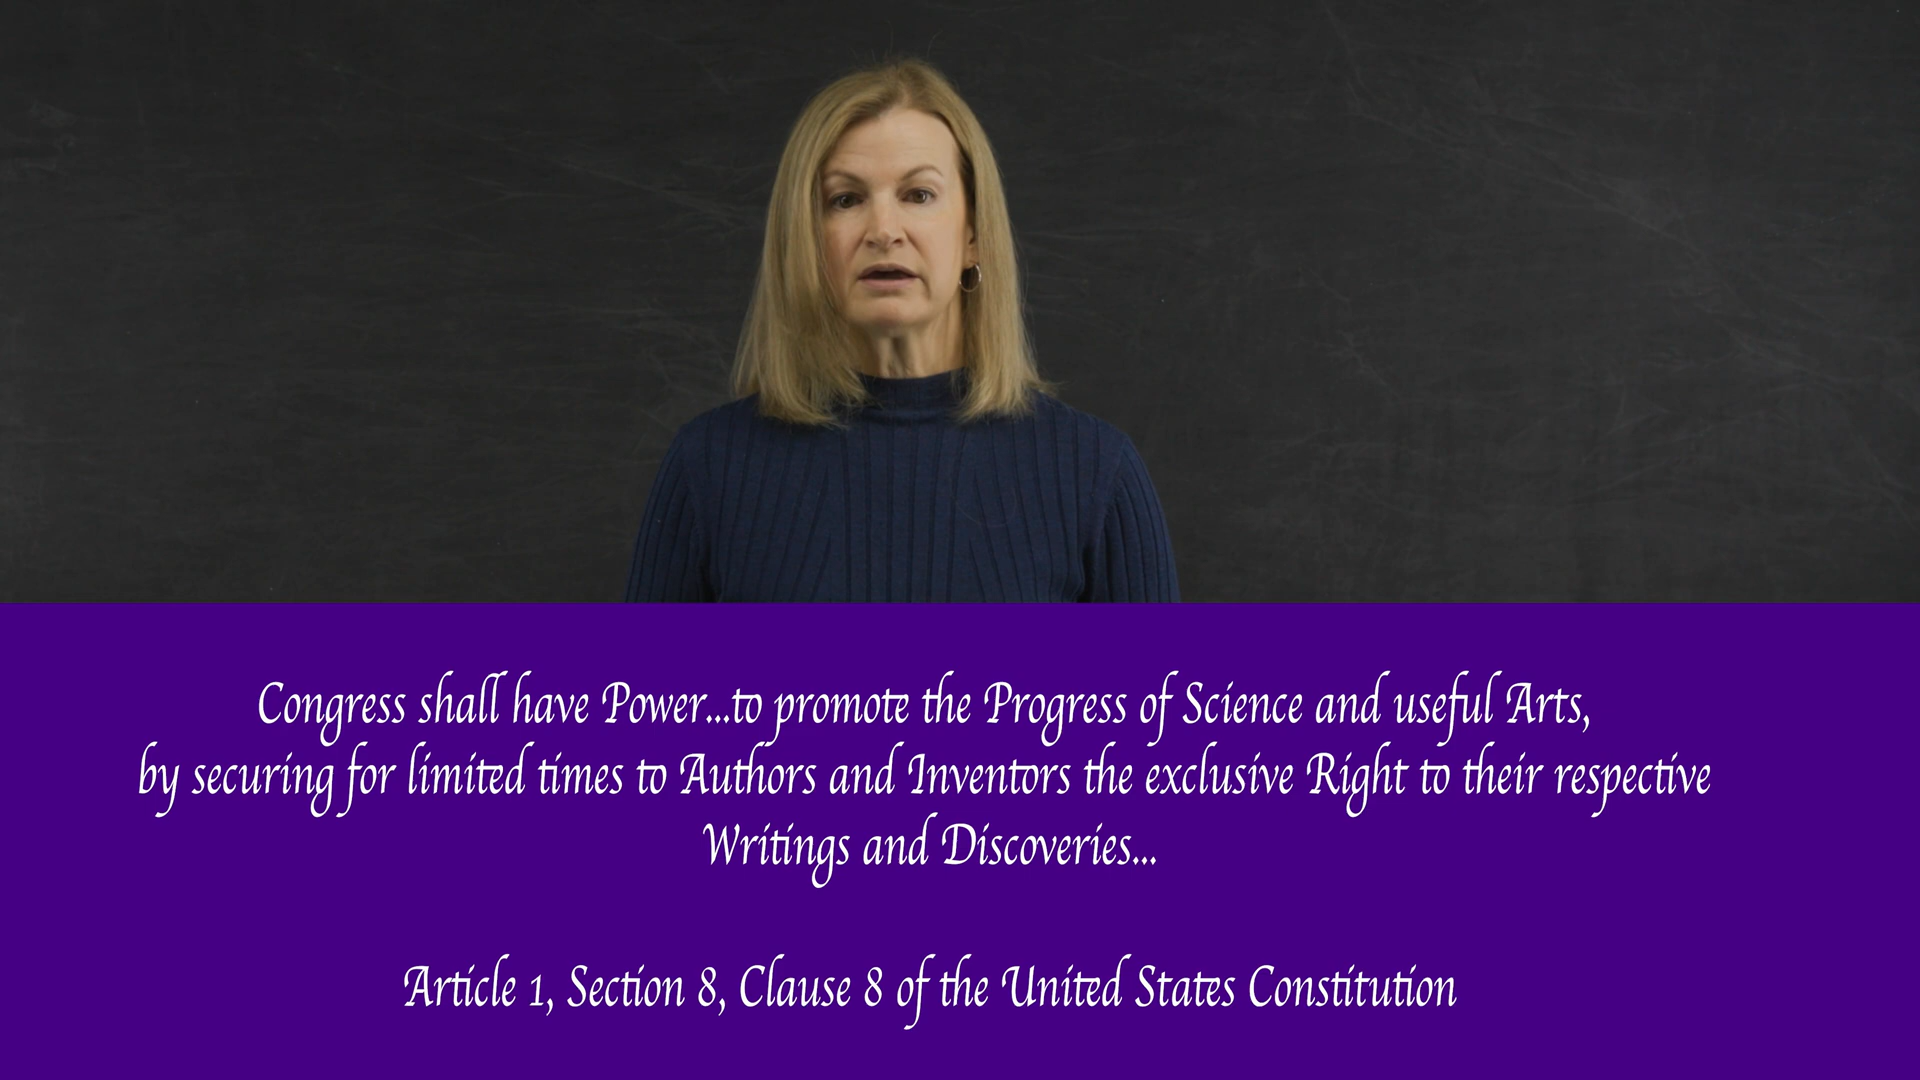 Congress shall have Power...to promote the Progress of Science and useful Arts,
by securing for limited times to Authors and Inventors the exclusive Right to their respective
Writings and Discoveries...
Article 1, Section 8, Clause 8 of the United States Constitution